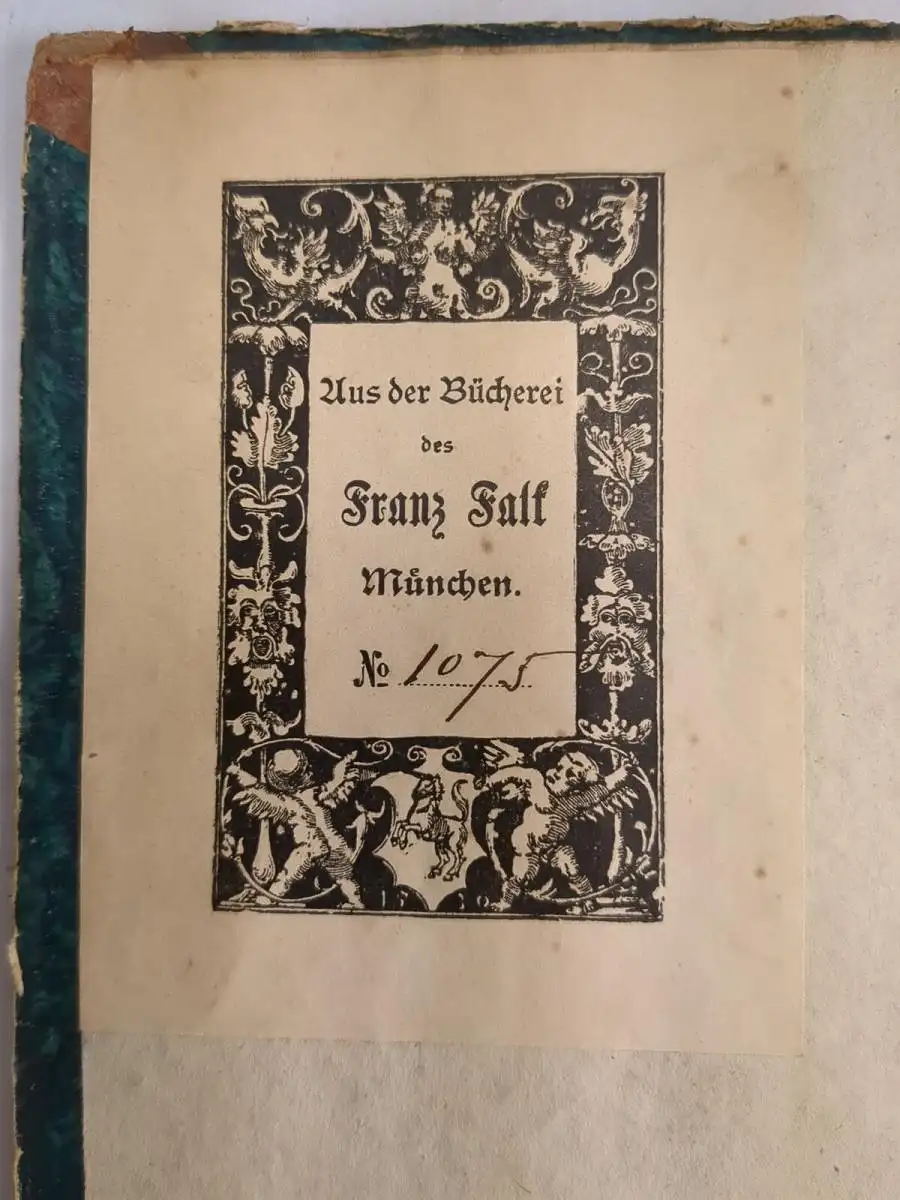 Aus der Bücherei
des
Franz Falk
München.
No 1075